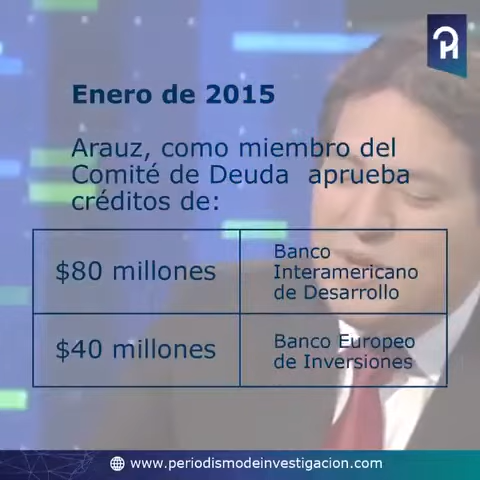 Enero de 2015
Arauz, como miembro del
Comité de Deuda aprueba
créditos de:
$80 millones
Banco
Interamericano
de Desarrollo
$40 millones
Banco Europeo
de Inversiones
www.periodismodeinvestigacion.com